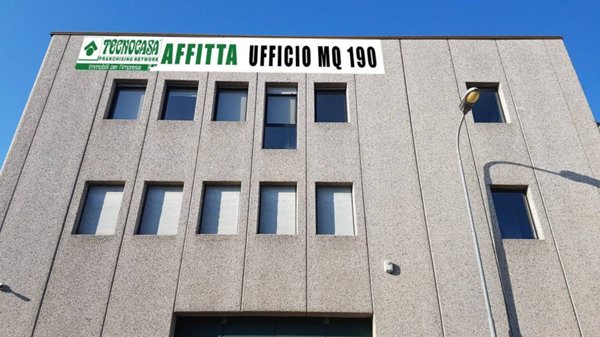 TECNOCASA
FRANCHISING NETWORK
immobili per l'impresa
AFFITTA UFFICIO MQ 190